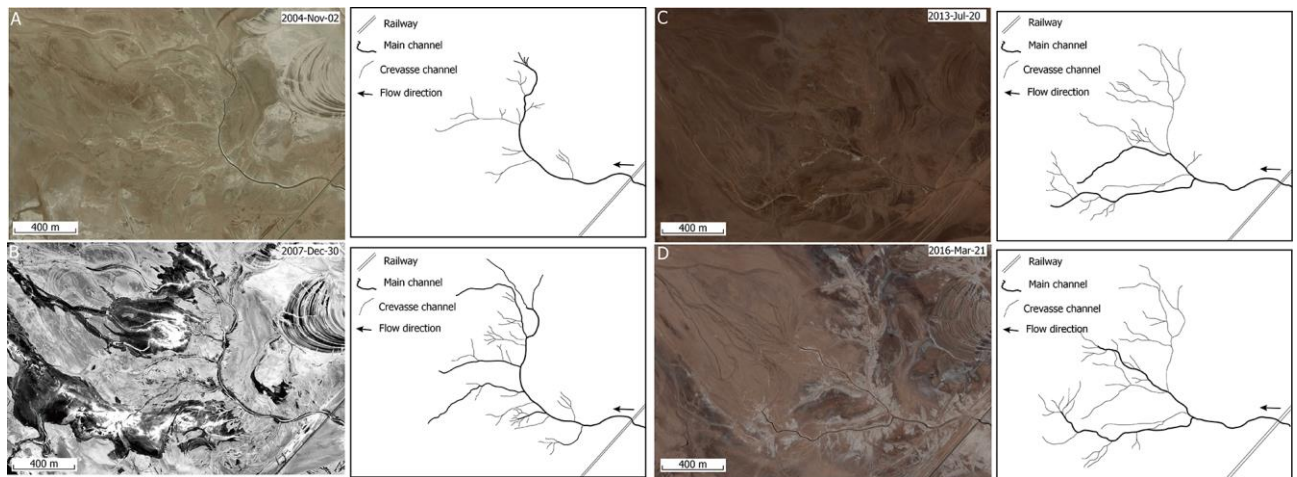 A
2004-Nov-02
400 m
Railway
Main channel
Crevasse channel
Flow direction
C
2013-Jul-20
400 m
Railway
Main channel
Crevasse channel
Flow direction
B
2007-Dec-30
400 m
Railway
Main channel
Crevasse channel
Flow direction
D
2016-Mar-21
400 m
Railway
Main channel
Crevasse channel
Flow direction